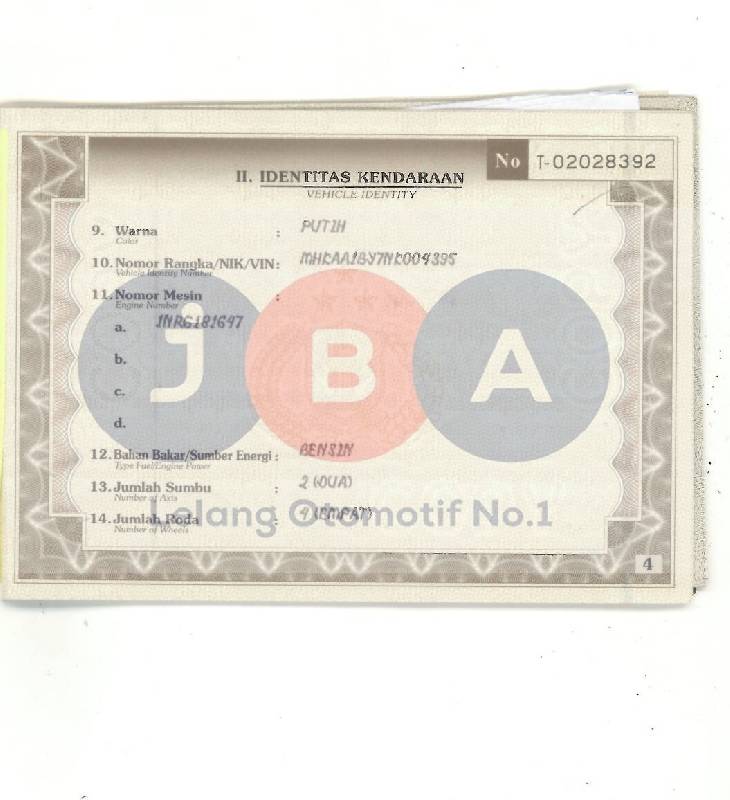 No T-02028392
II. IDENTITAS KENDARAAN
VEHICLE IDENTITY
9. Warna : PUTIH
Color
10. Nomor Rangka/NIK/VIN : MHKAA1BY7NK004395
Vehicle Identity Number
11. Nomor Mesin :
Engine Number
a. 1NRG181647
b.
c.
d.
JBA
12. Bahan Bakar/Sumber Energi : BENSIN
Type Fuel/Engine Power
13. Jumlah Sumbu : 2 (DUA)
Number of Axis
Lelang Otomotif No.1
14. Jumlah Roda : 4 (EMPAT)
Number of Wheels
4